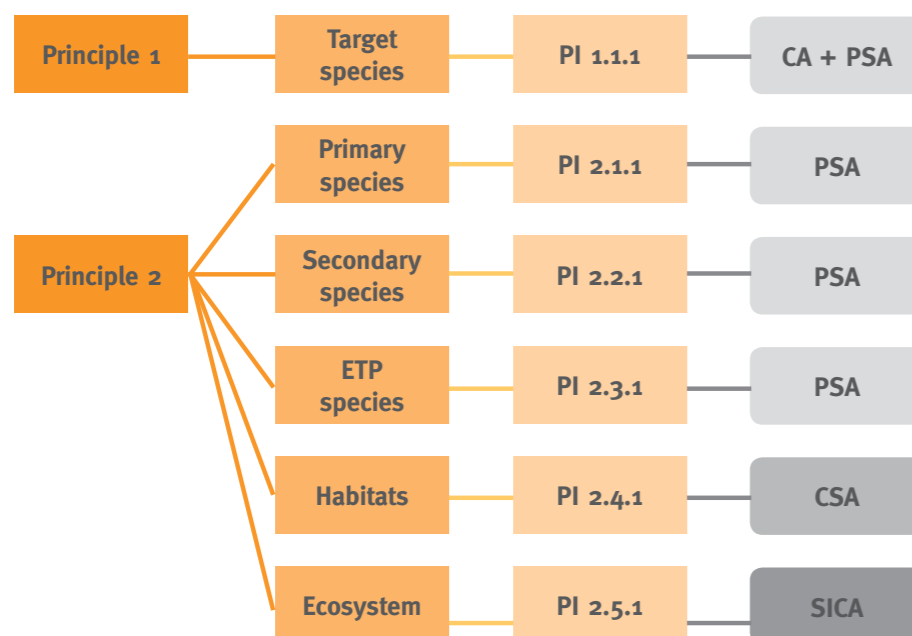 Principle 1
Target
species
PI 1.1.1
CA + PSA
Primary
species
PI 2.1.1
PSA
Principle 2
Secondary
species
PI 2.2.1
PSA
ETP
species
PI 2.3.1
PSA
Habitats
PI 2.4.1
CSA
Ecosystem
PI 2.5.1
SICA